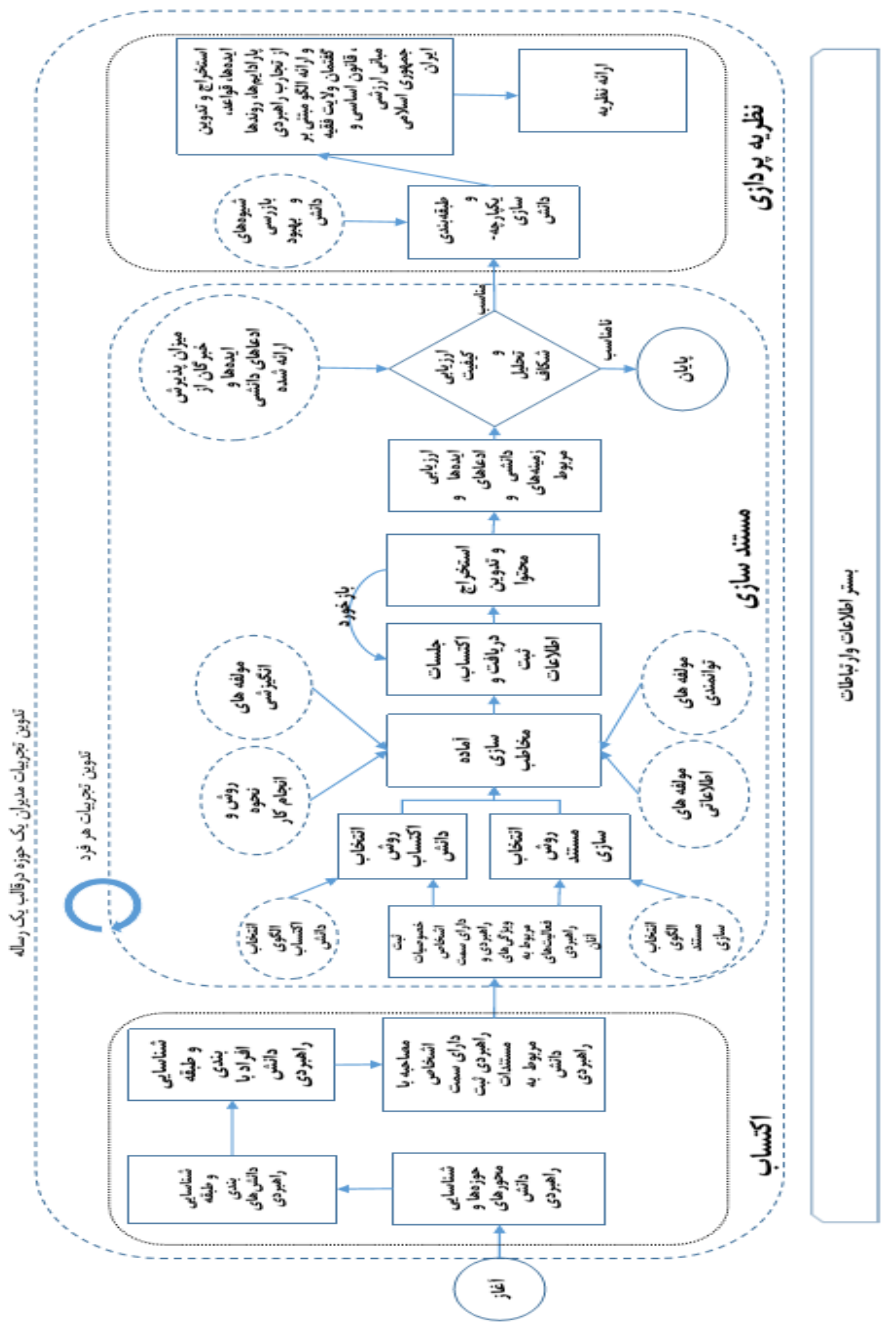 تدوین تجربیات مدیران یک حوزه درقالب یک رساله
تدوین تجربیات هر فرد
آغاز
شناسایی
حوزه‌ها و
محورهای
دانش
راهبردی
شناسایی
و طبقه
بندی
دانش‌های
راهبردی
شناسایی
و طبقه
بندی
افراد با
دانش
راهبردی
مصاحبه با
اشخاص
دارای سمت
راهبردی ثبت
مستندات
مربوط به
دانش
راهبردی
اکتساب
ثبت
خصوصیات
اشخاص
دارای سمت
راهبردی و
ویژگی‌های
مربوط به
فعالیت‌های
راهبردی
آنان
انتخاب
الگوی
اکتساب
دانش
انتخاب
الگوی
مستند
سازی
انتخاب
روش
اکتساب
دانش
انتخاب
روش
مستند
سازی
روش و
نحوه
انجام کار
مولفه های
انگیزشی
آماده
سازی
مخاطب
مولفه های
اطلاعاتی
مولفه های
توانمندی
جلسات
اکتساب،
دریافت و
ثبت
اطلاعات
بازخورد
استخراج
و تدوین
محتوا
ارزیابی
ایده‌ها و
ادعاهای
دانشی و
زمینه‌های
مربوط
میزان پذیرش
خبرگان از
ایده‌ها و
ادعاهای دانشی
ارائه شده
ارزیابی
کیفیت
و
تحلیل
شکاف
مناسب
نامناسب
پایان
مستند سازی
شیوه‌های
بازرسی
و بهبود
دانش
طبقه‌بندی
و
یکپارچه-
سازی
دانش
استخراج و تدوین
ایده‌ها، قواعد،
پارادایم‌ها، روندها
از تجارب راهبردی
و ارائه الگو مبتنی بر
گفتمان ولایت فقیه
، قانون اساسی و
مبانی ارزشی
جمهوری اسلامی
ایران
ارائه نظریه
نظریه پردازی
بستر اطلاعات وارتباطات